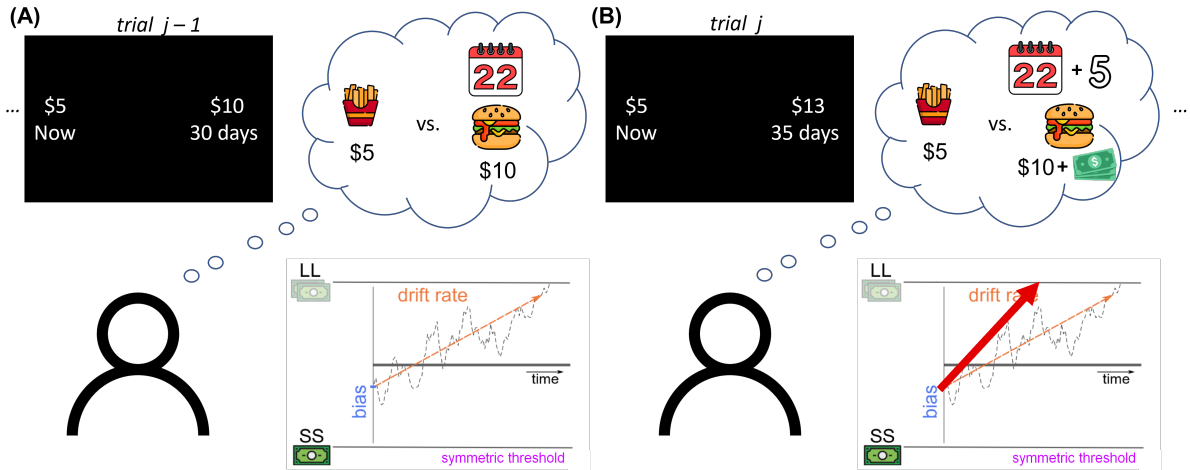 (A)
trial j – 1
...
$5
Now
$10
30 days
$5
vs.
22
$10
LL
drift rate
bias
time
SS
symmetric threshold
(B)
trial j
$5
Now
$13
35 days
$5
vs.
22 + 5
$10+
...
LL
drift rate
bias
time
SS
symmetric threshold